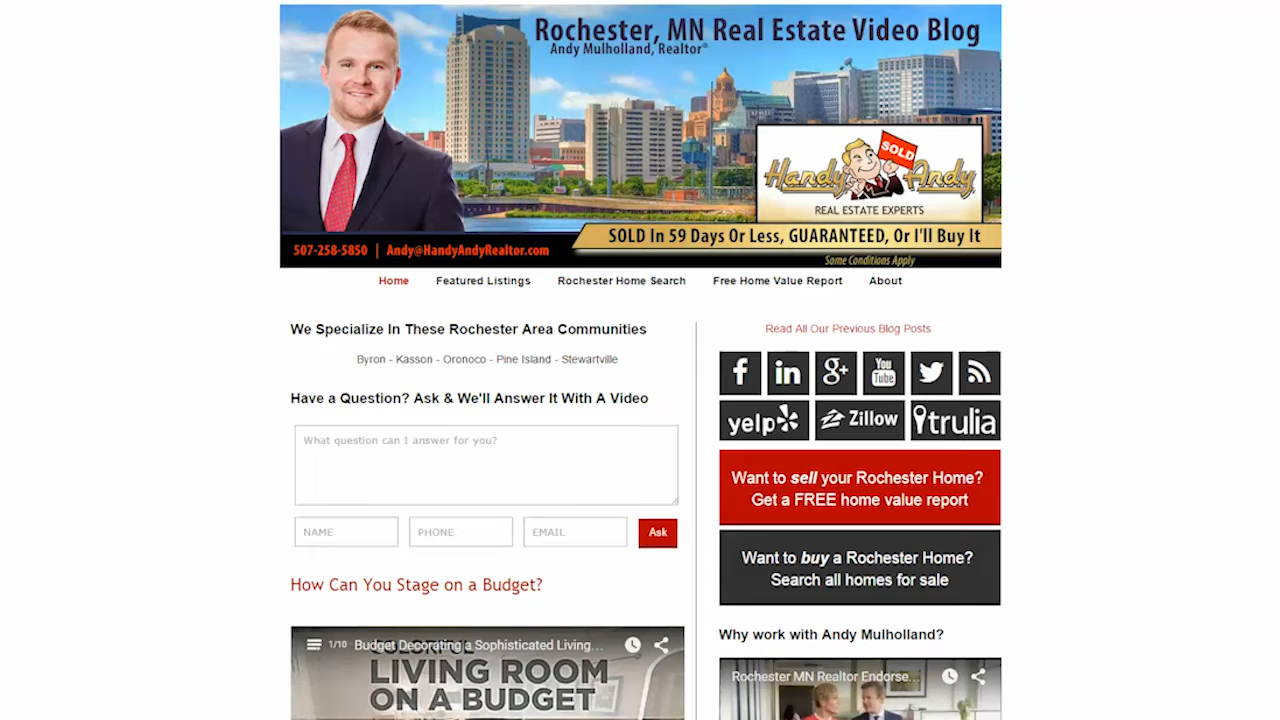 Rochester, MN Real Estate Video Blog
Andy Mulholland, Realtor®
SOLD
Handy Andy
REAL ESTATE EXPERTS
SOLD In 59 Days Or Less, GUARANTEED, Or I'll Buy It
507-258-5850 | Andy@HandyAndyRealtor.com
Some Conditions Apply
Home Featured Listings Rochester Home Search Free Home Value Report About
We Specialize In These Rochester Area Communities
Byron - Kasson - Oronoco - Pine Island - Stewartville
Have a Question? Ask & We'll Answer It With A Video
What question can I answer for you?
NAME PHONE EMAIL Ask
How Can You Stage on a Budget?
1/10 Budget Decorating a Sophisticated Living...
COLORFUL
LIVING ROOM
ON A BUDGET
Read All Our Previous Blog Posts
f in g+ You Tube
yelp Zillow trulia
Want to sell your Rochester Home?
Get a FREE home value report
Want to buy a Rochester Home?
Search all homes for sale
Why work with Andy Mulholland?
Rochester MN Realtor Endorse...